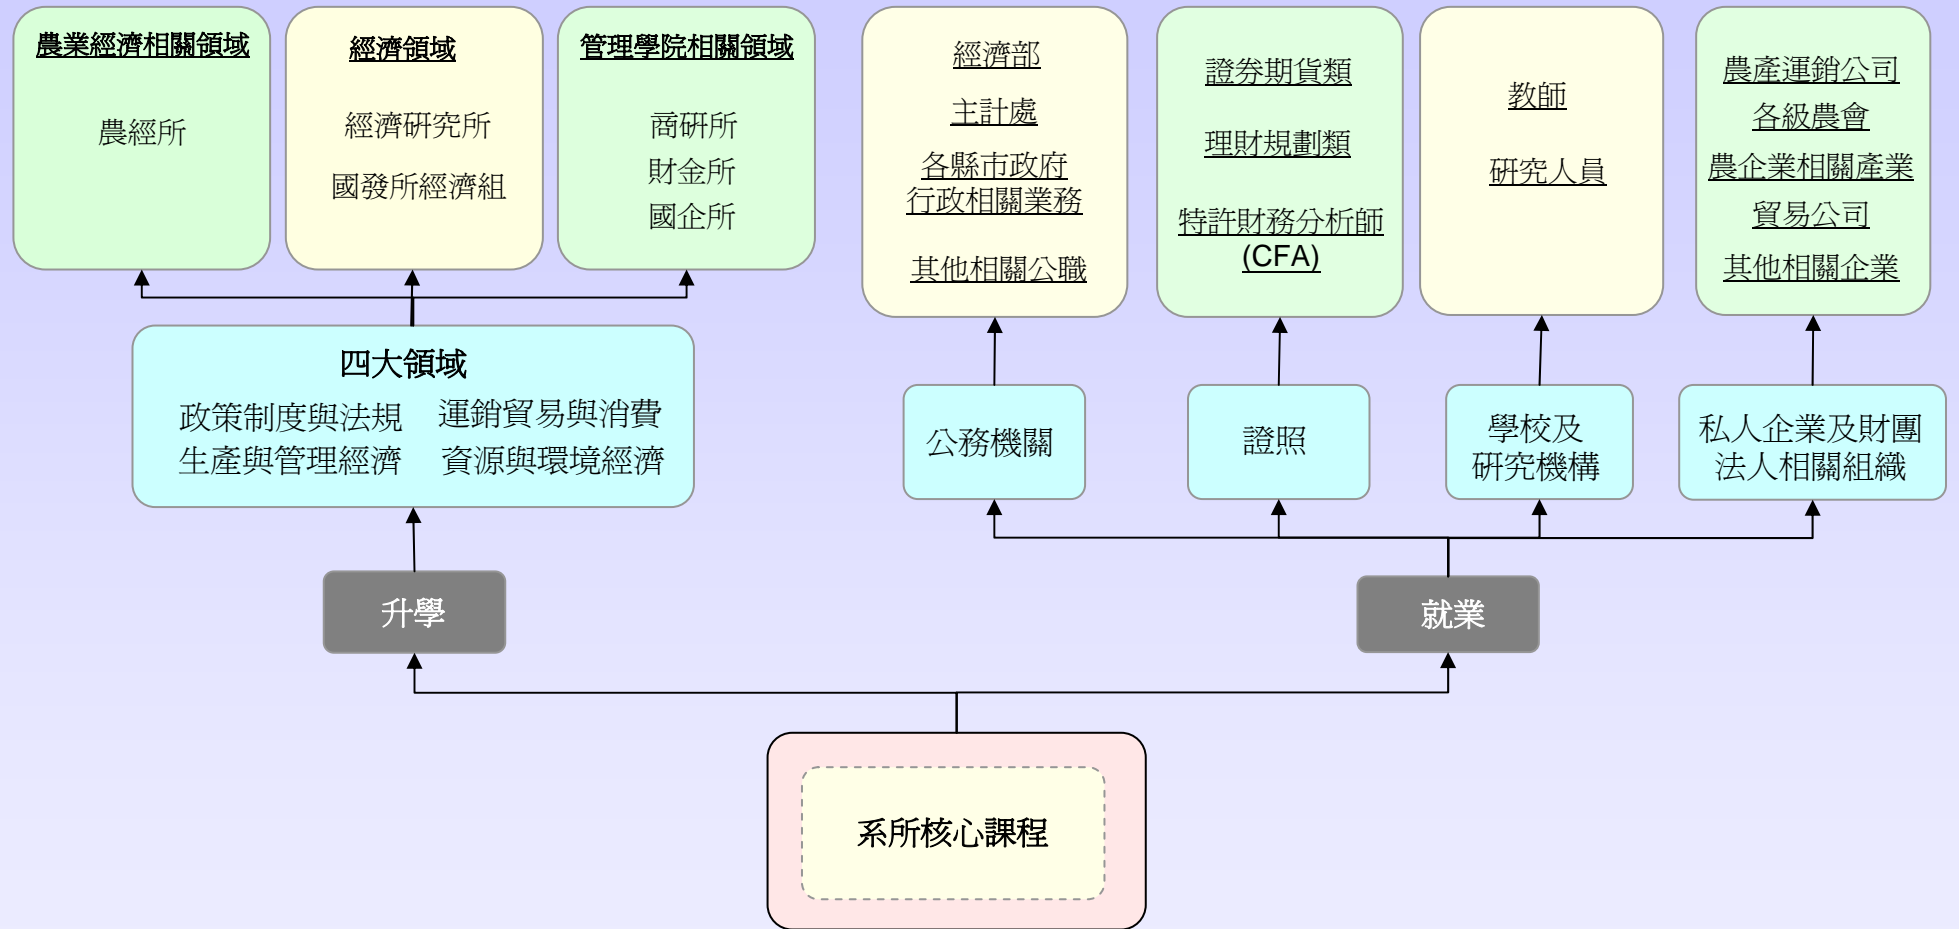 農業經濟相關領域
農經所
經濟領域
經濟研究所
國發所經濟組
管理學院相關領域
商研所
財金所
國企所
經濟部
主計處
各縣市政府
行政相關業務
其他相關公職
證券期貨類
理財規劃類
特許財務分析師
(CFA)
教師
研究人員
農產運銷公司
各級農會
農企業相關產業
貿易公司
其他相關企業
四大領域
政策制度與法規 運銷貿易與消費
生產與管理經濟 資源與環境經濟
公務機關
證照
學校及
研究機構
私人企業及財團
法人相關組織
升學
就業
系所核心課程